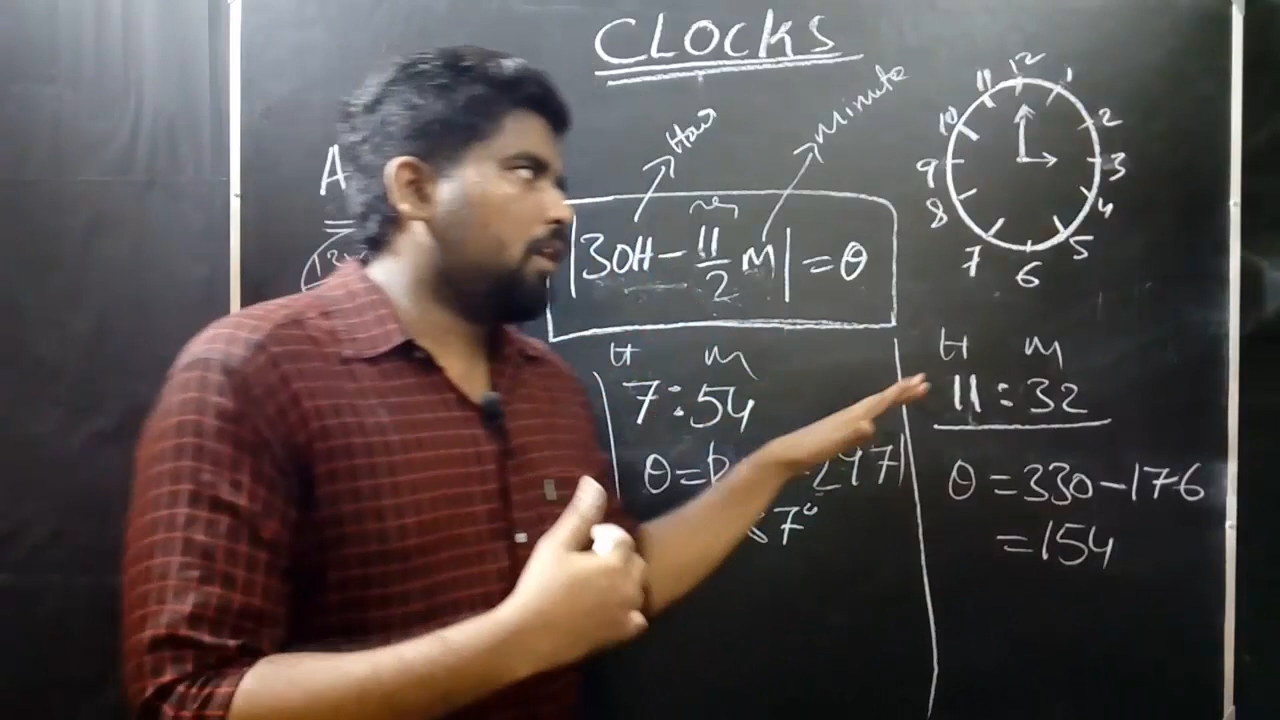 CLOCKS
A
Hour
Minute
|30H - 11/2 M| = θ
12
1
2
3
4
5
6
7
8
9
10
11
H M
7:54
θ = 297|
7°
H M
11:32
θ = 330 - 176
= 154